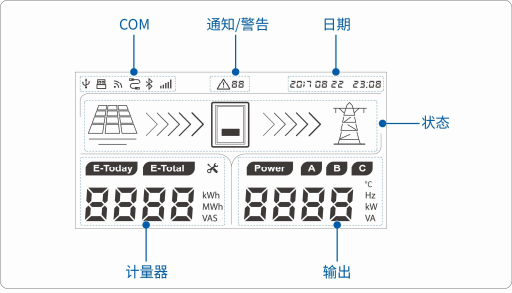 COM 通知/警告 日期
88 2017 08 22 23:08
状态
E-Today E-Total Power A B C
8888 kWh MWh VAS
8888 °C Hz kW VA
计量器 输出